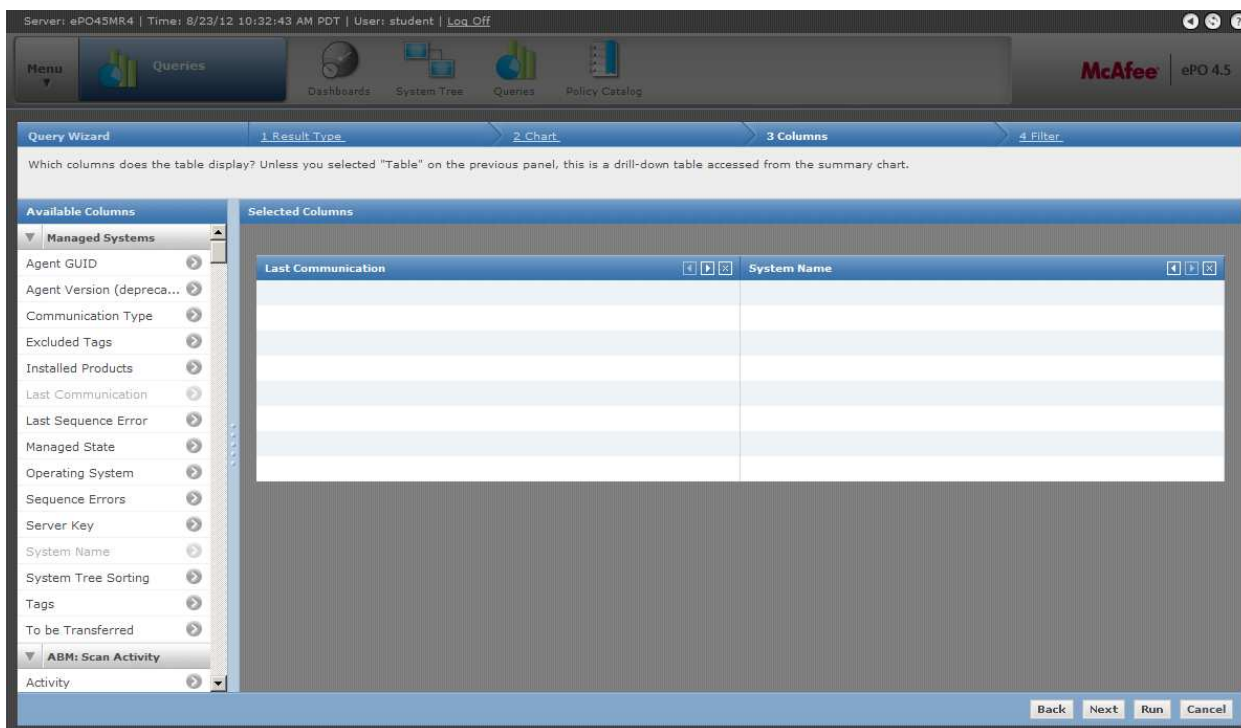 Server: ePO45MR4 | Time: 8/23/12 10:32:43 AM PDT | User: student | Log Off
?
Menu
Queries
Dashboards
System Tree
Queries
Policy Catalog
McAfee
ePO 4.5
Query Wizard
1 Result Type
2 Chart
3 Columns
4 Filter
Which columns does the table display? Unless you selected "Table" on the previous panel, this is a drill-down table accessed from the summary chart.
Available Columns
Selected Columns
Managed Systems
Agent GUID
Last Communication
System Name
Agent Version (depreca...
Communication Type
Excluded Tags
Installed Products
Last Communication
Last Sequence Error
Managed State
Operating System
Sequence Errors
Server Key
System Name
System Tree Sorting
Tags
To be Transferred
ABM: Scan Activity
Activity
Back
Next
Run
Cancel